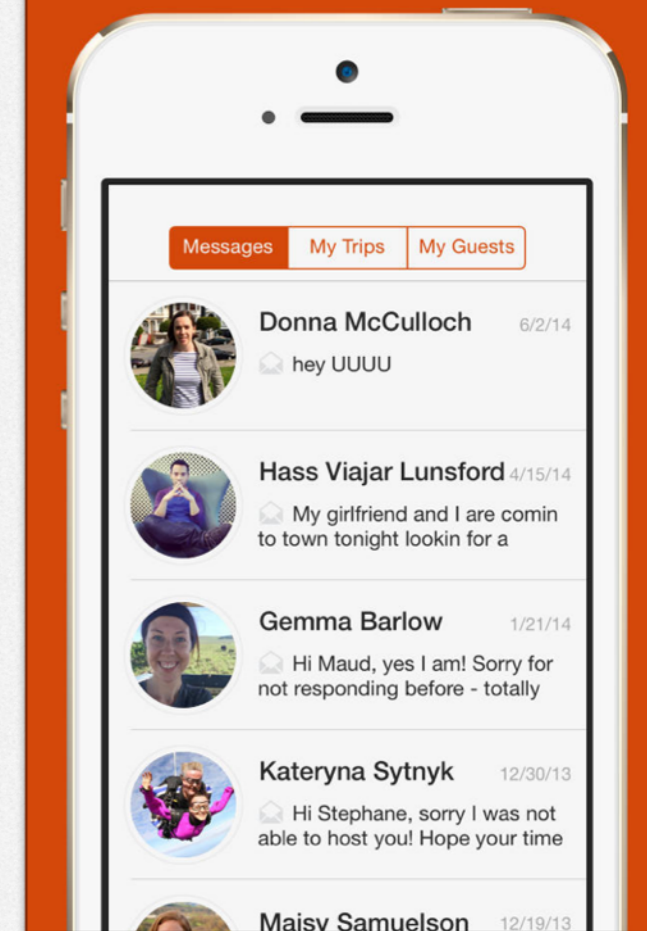 Messages My Trips My Guests
Donna McCulloch 6/2/14
hey UUUU
Hass Viajar Lunsford 4/15/14
My girlfriend and I are comin
to town tonight lookin for a
Gemma Barlow 1/21/14
Hi Maud, yes I am! Sorry for
not responding before - totally
Kateryna Sytnyk 12/30/13
Hi Stephane, sorry I was not
able to host you! Hope your time
Maisy Samuelson 12/19/13